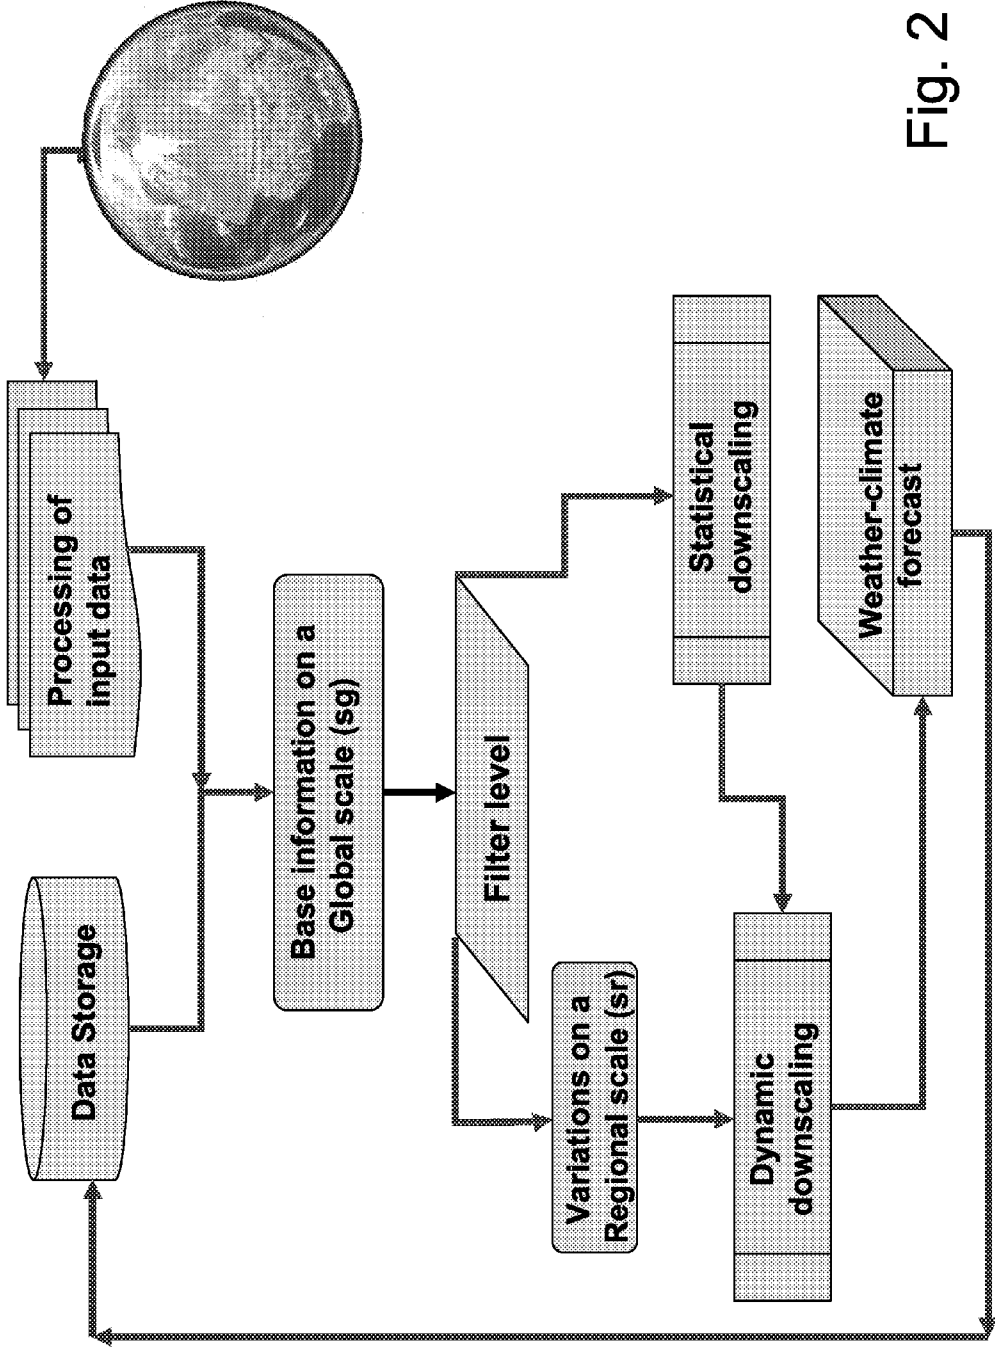 Data Storage
Processing of
input data
Base information on a
Global scale (sg)
Filter level
Variations on a
Regional scale (sr)
Statistical
downscaling
Dynamic
downscaling
Weather-climate
forecast
Fig. 2